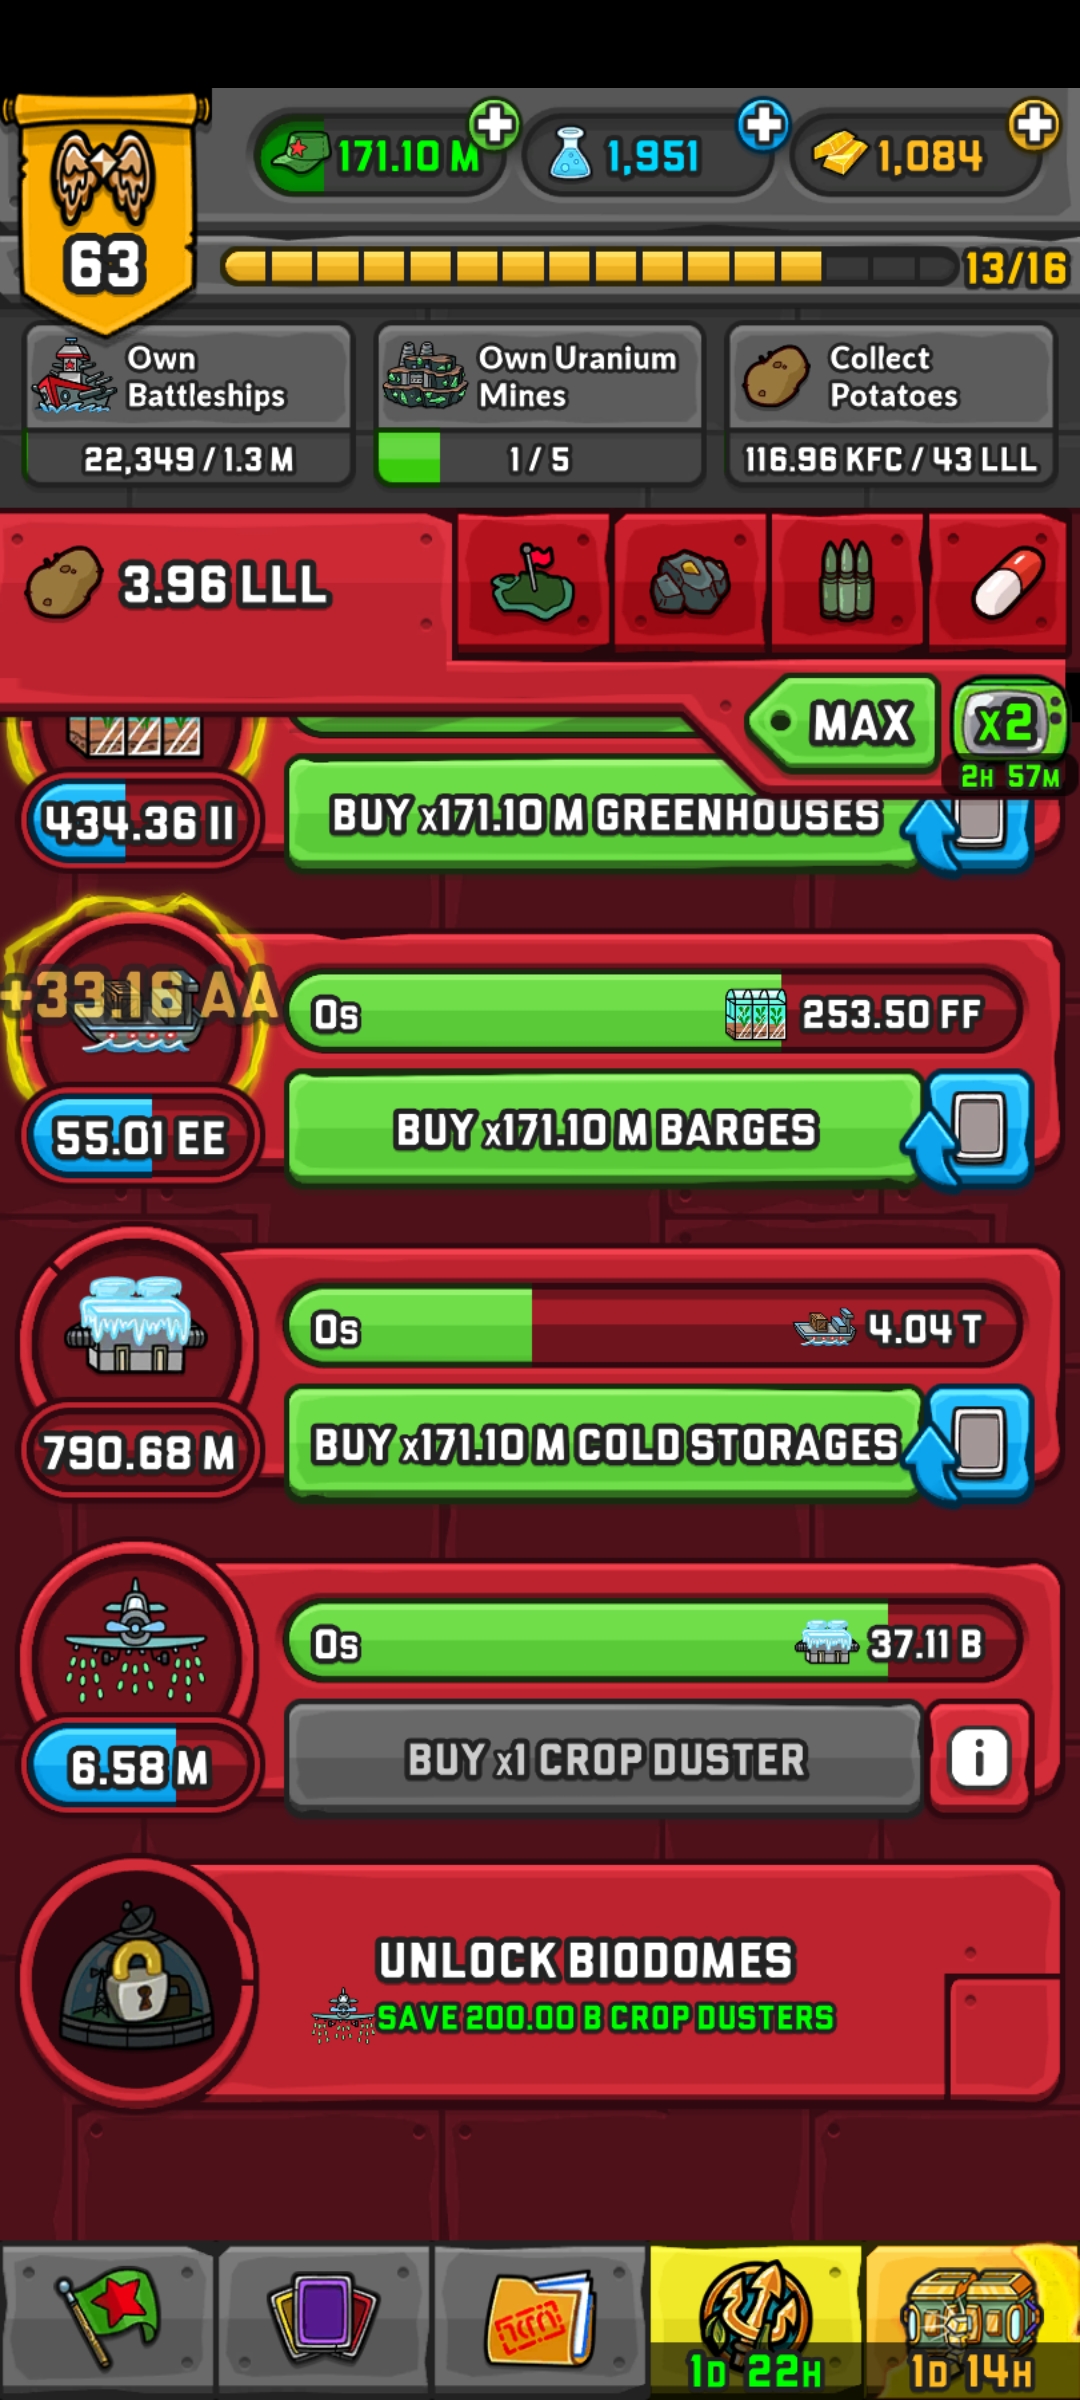 171.10 M
1,951
1,084
63
13/16
Own
Battleships
22,349 / 1.3 M
Own Uranium
Mines
1 / 5
Collect
Potatoes
116.96 KFC / 43 LLL
3.96 LLL
MAX
x2
2H 57M
434.36 II
BUY x171.10 M GREENHOUSES
+33.16 AA
0s
253.50 FF
55.01 EE
BUY x171.10 M BARGES
0s
4.04 T
790.68 M
BUY x171.10 M COLD STORAGES
0s
37.11 B
6.58 M
BUY x1 CROP DUSTER
i
UNLOCK BIODOMES
SAVE 200.00 B CROP DUSTERS
1D 22H
1D 14H